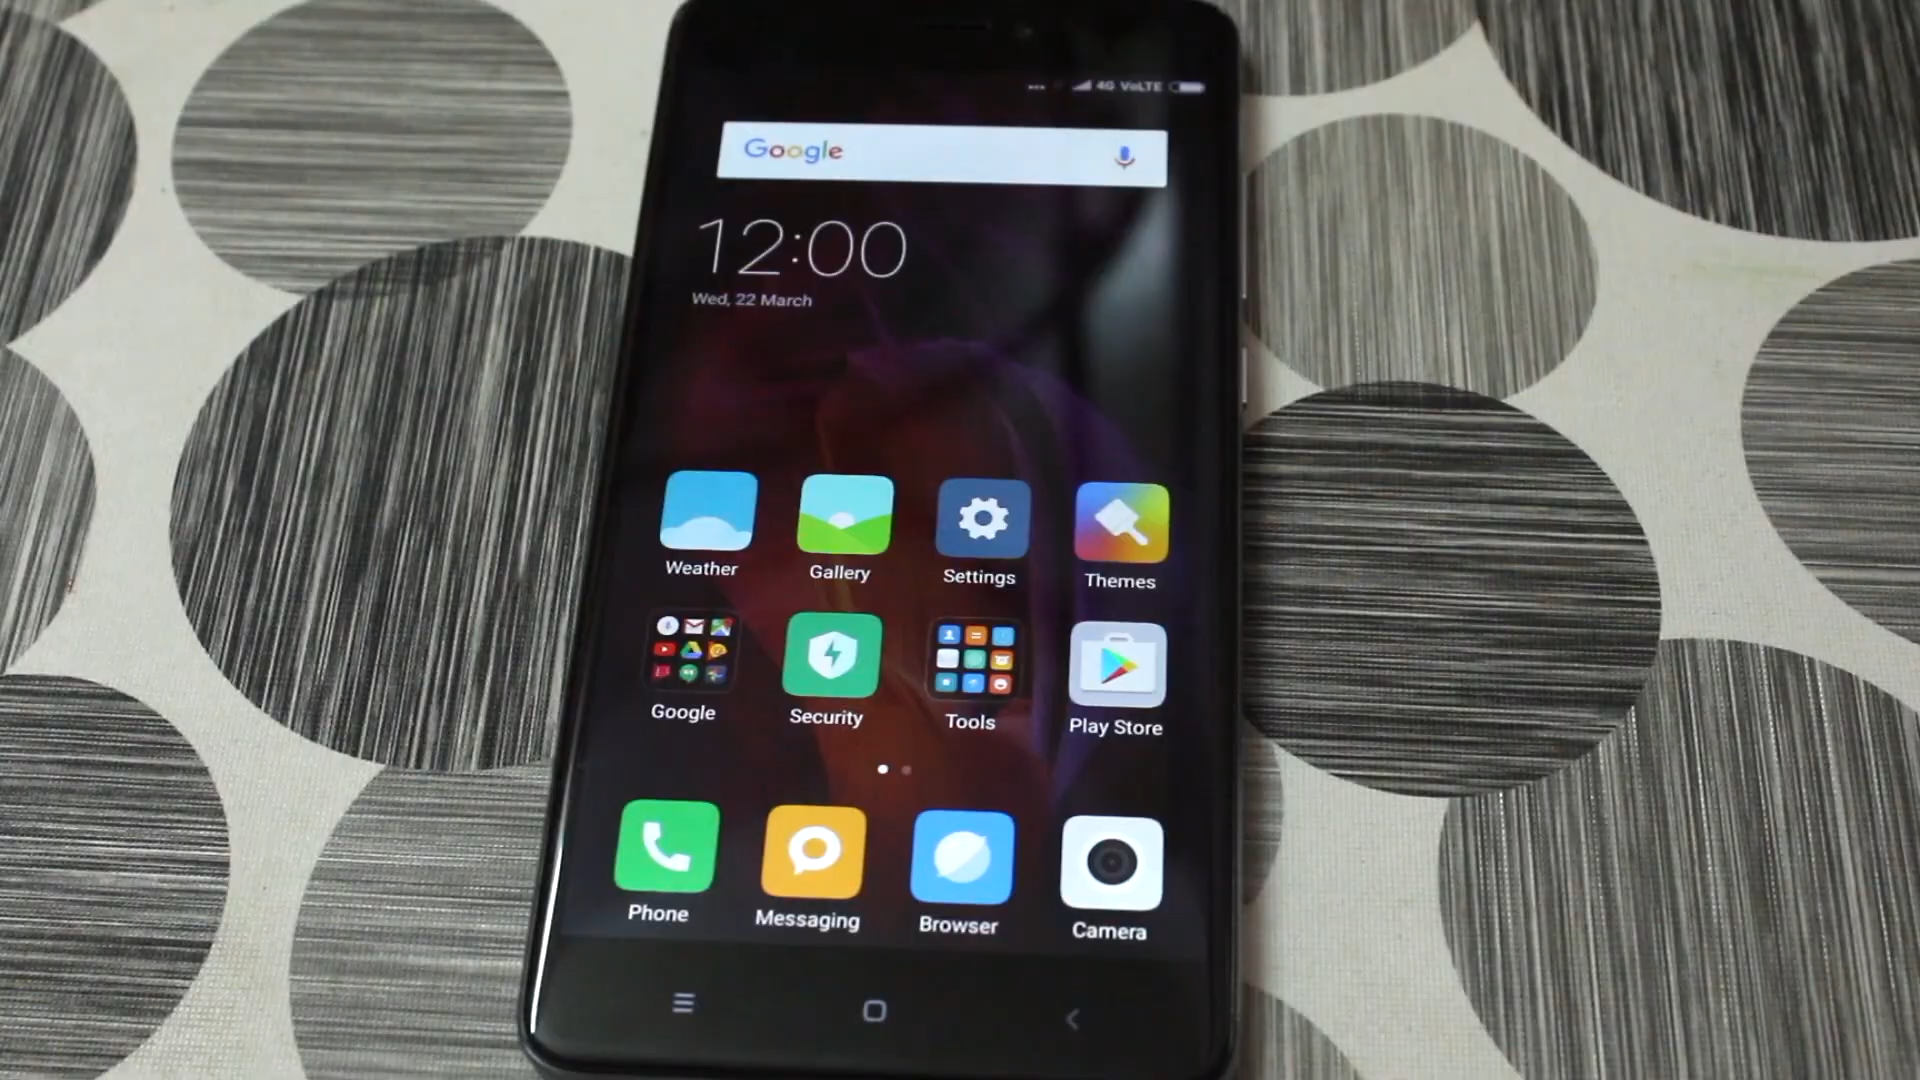 4G VoLTE
Google
12:00
Wed, 22 March
Weather
Gallery
Settings
Themes
Google
Security
Tools
Play Store
Phone
Messaging
Browser
Camera